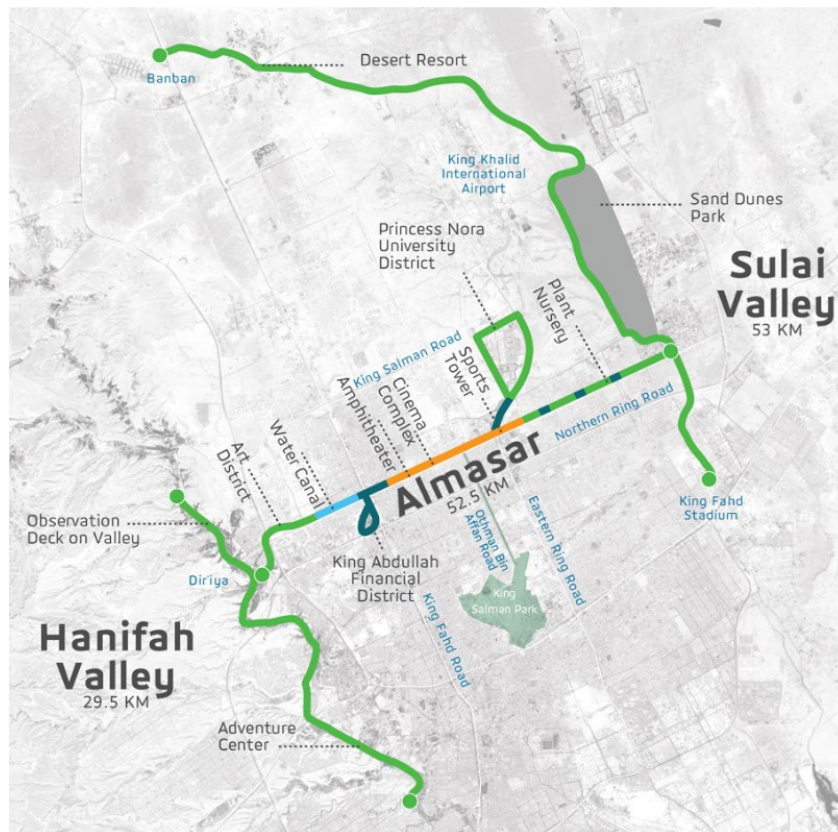 Desert Resort
Banban
King Khalid
International
Airport
Sand Dunes
Park
Princess Nora
University
District
Sulai
Valley
53 KM
Plant
Nursery
King Salman Road
Sports
Tower
Cinema
Complex
Amphitheater
Northern Ring Road
Water Canal
Art
District
Almasar
52.5 KM
King Fahd
Stadium
Observation
Deck on Valley
Dir'iya
King Abdullah
Financial
District
Othman Bin
Affan Road
Eastern Ring Road
King
Salman Park
King Fahd Road
Hanifah
Valley
29.5 KM
Adventure
Center